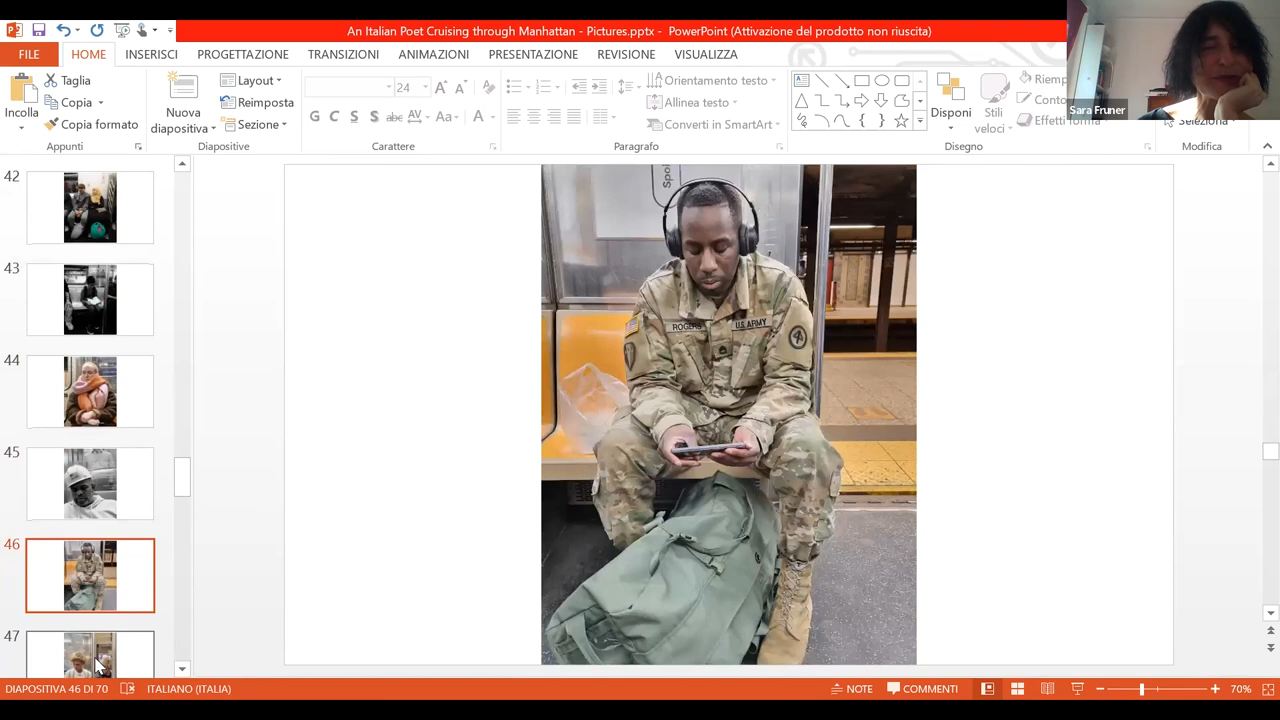 An Italian Poet Cruising through Manhattan - Pictures.pptx - PowerPoint (Attivazione del prodotto non riuscita)
FILE HOME INSERISCI PROGETTAZIONE TRANSIZIONI ANIMAZIONI PRESENTAZIONE REVISIONE VISUALIZZA
Incolla
Taglia
Copia
Copia formato
Appunti
Nuova
diapositiva
Layout
Reimposta
Sezione
Diapositive
24
G C S S abc AV Aa A
Carattere
Orientamento testo
Allinea testo
Converti in SmartArt
Paragrafo
Disponi
Stili
veloci
Effetti forma
Disegno
Modifica
Sara Fruner
42
43
44
45
46
47
ROGERS
U.S. ARMY
DIAPOSITIVA 46 DI 70 ITALIANO (ITALIA) NOTE COMMENTI 70%